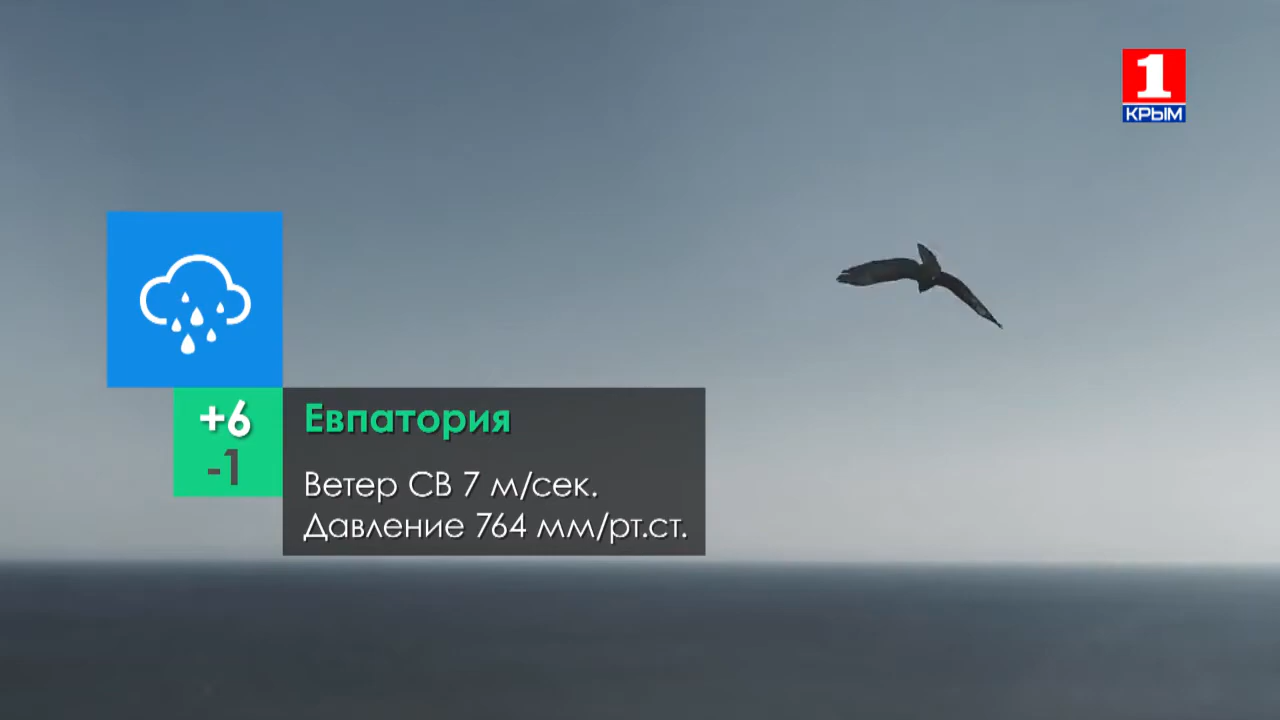 1
КРЫМ
+6
-1
Евпатория
Ветер СВ 7 м/сек.
Давление 764 мм/рт.ст.